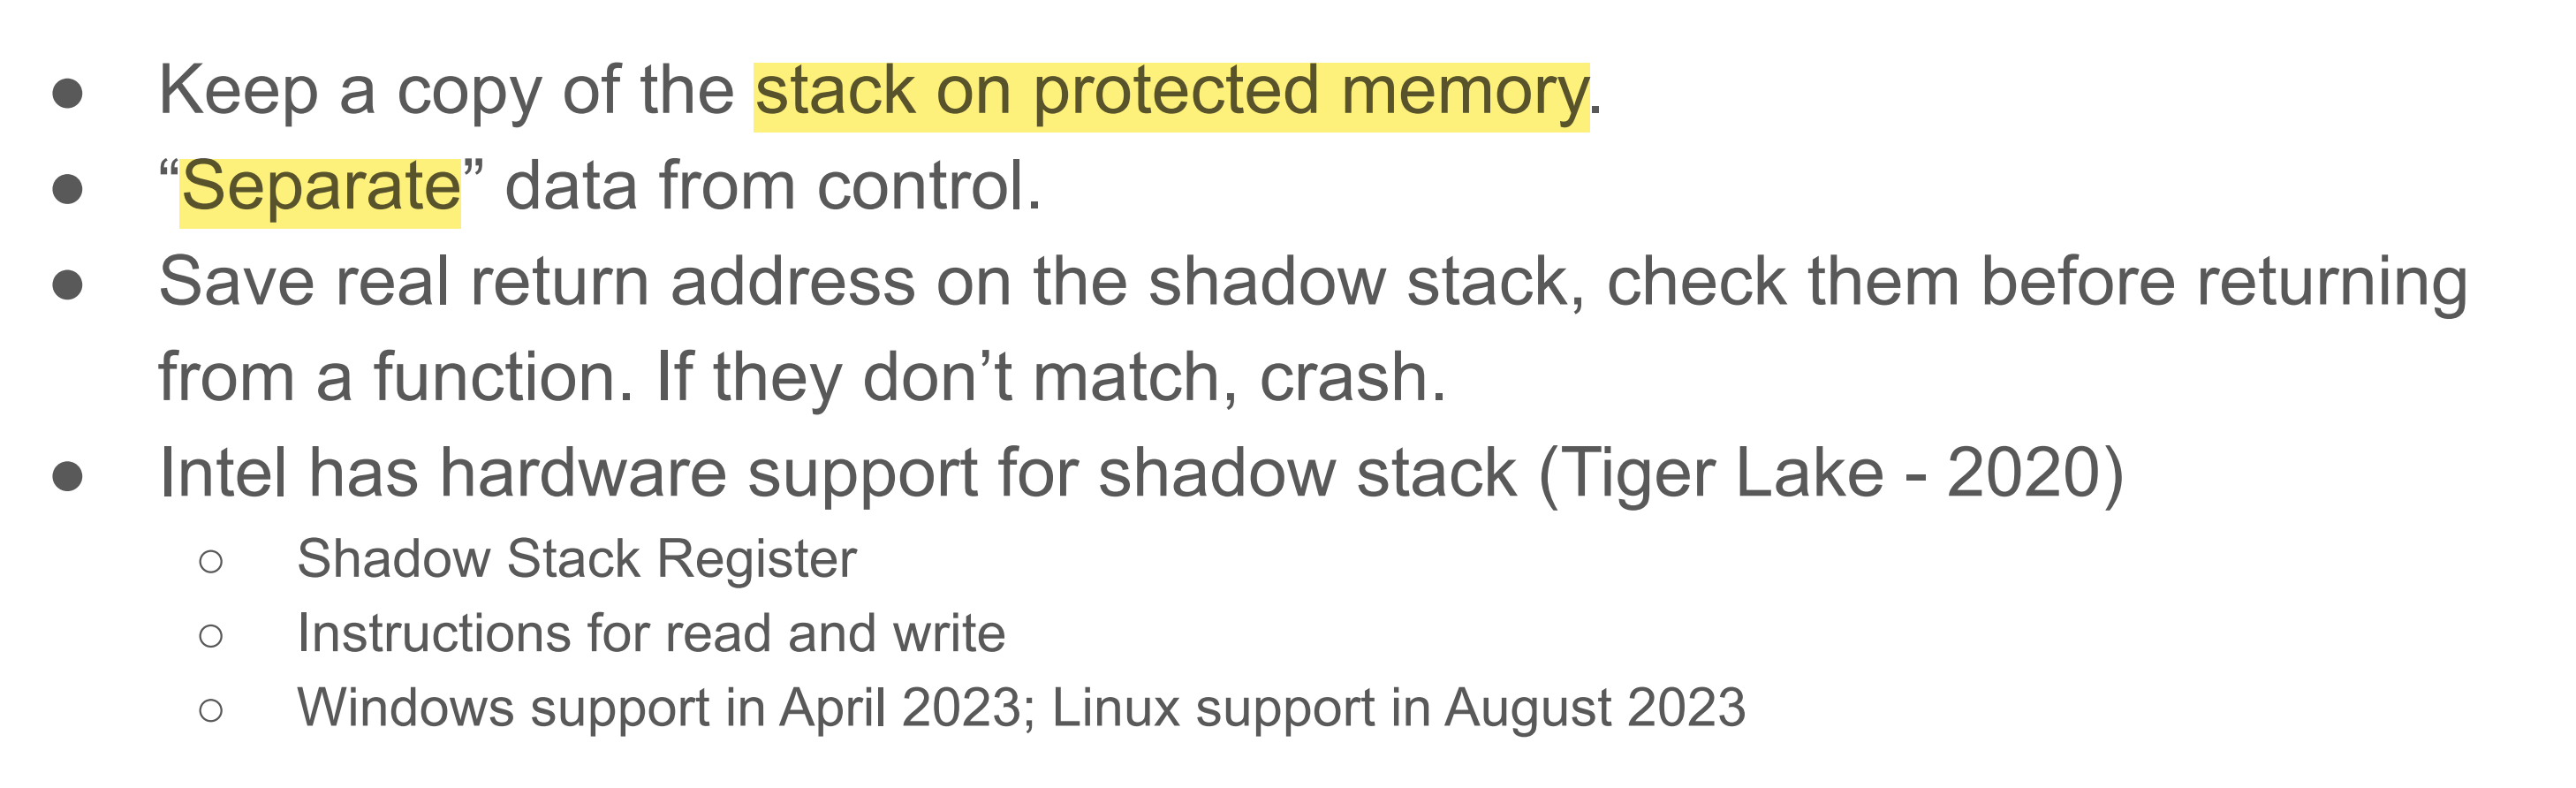 ● Keep a copy of the stack on protected memory.
● “Separate” data from control.
● Save real return address on the shadow stack, check them before returning
from a function. If they don’t match, crash.
● Intel has hardware support for shadow stack (Tiger Lake - 2020)
○ Shadow Stack Register
○ Instructions for read and write
○ Windows support in April 2023; Linux support in August 2023